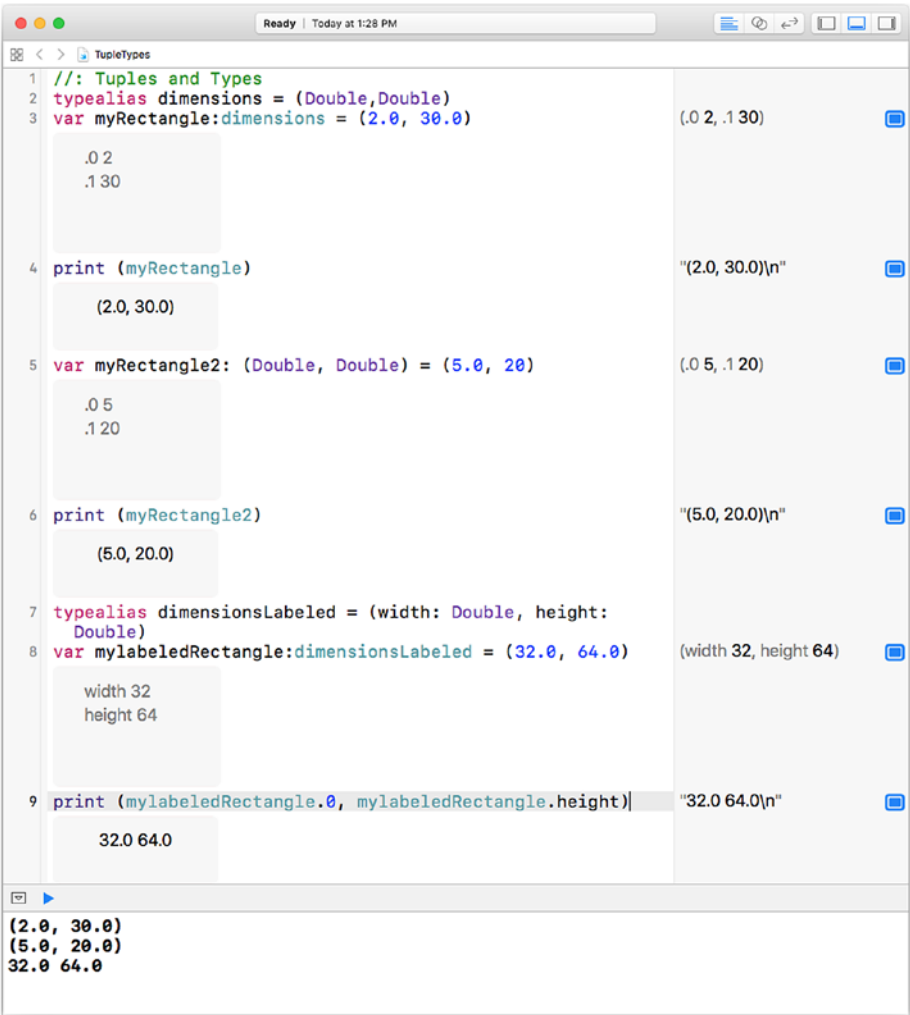 Ready | Today at 1:28 PM
TupleTypes
1 //: Tuples and Types
2 typealias dimensions = (Double,Double)
3 var myRectangle:dimensions = (2.0, 30.0) (.0 2, .1 30)
.0 2
.1 30
4 print (myRectangle) "(2.0, 30.0)\n"
(2.0, 30.0)
5 var myRectangle2: (Double, Double) = (5.0, 20) (.0 5, .1 20)
.0 5
.1 20
6 print (myRectangle2) "(5.0, 20.0)\n"
(5.0, 20.0)
7 typealias dimensionsLabeled = (width: Double, height:
Double)
8 var mylabeledRectangle:dimensionsLabeled = (32.0, 64.0) (width 32, height 64)
width 32
height 64
9 print (mylabeledRectangle.0, mylabeledRectangle.height) "32.0 64.0\n"
32.0 64.0
(2.0, 30.0)
(5.0, 20.0)
32.0 64.0